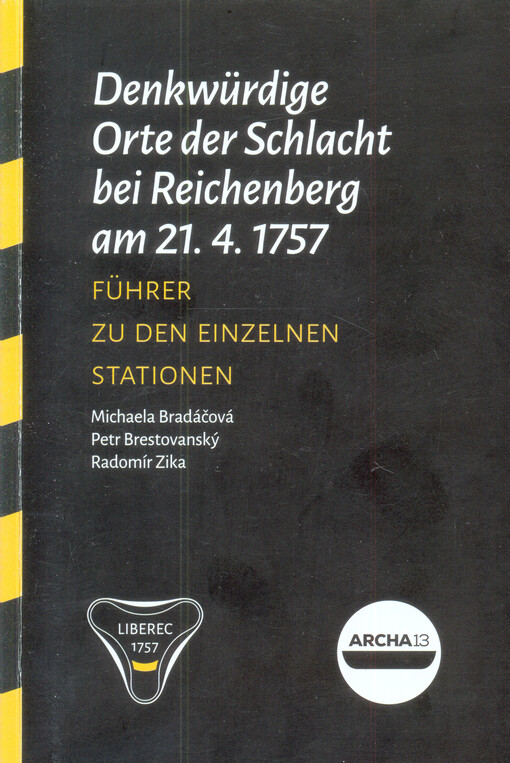 Denkwürdige
Orte der Schlacht
bei Reichenberg
am 21. 4. 1757
FÜHRER
ZU DEN EINZELNEN
STATIONEN
Michaela Bradáčová
Petr Brestovanský
Radomír Zika
LIBEREC
1757
ARCHA13